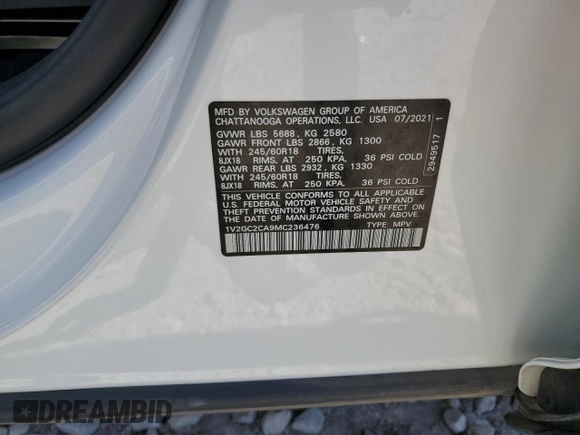 MFD BY VOLKSWAGEN GROUP OF AMERICA
CHATTANOOGA OPERATIONS, LLC. USA 07/2021
GVWR LBS 5688, KG 2580
GAWR FRONT LBS 2866, KG 1300
WITH 245/60R18 TIRES,
8JX18 RIMS, AT 250 KPA. 36 PSI COLD
GAWR REAR LBS 2932, KG 1330
WITH 245/60R18 TIRES,
8JX18 RIMS, AT 250 KPA. 36 PSI COLD
THIS VEHICLE CONFORMS TO ALL APPLICABLE
U.S. FEDERAL MOTOR VEHICLE SAFETY AND
THEFT PREVENTION STANDARDS IN EFFECT ON
THE DATE OF MANUFACTURE SHOWN ABOVE.
1V2GC2CA9MC236476 TYPE: MPV
2949517 1
DREAMBID